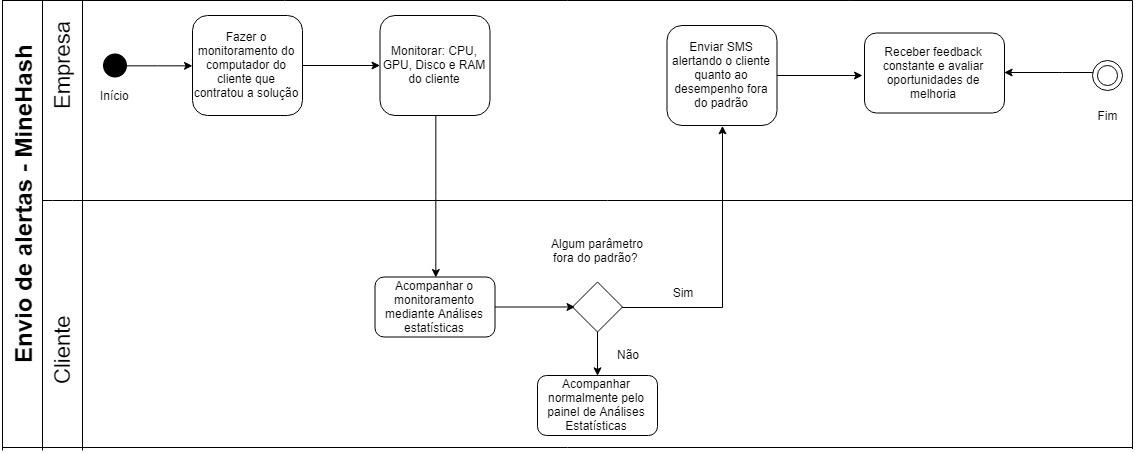 Envio de alertas - MineHash
Empresa
Início
Fazer o
monitoramento do
computador do
cliente que
contratou a solução
Monitorar: CPU,
GPU, Disco e RAM
do cliente
Enviar SMS
alertando o cliente
quanto ao
desempenho fora
do padrão
Receber feedback
constante e avaliar
oportunidades de
melhoria
Fim
Cliente
Acompanhar o
monitoramento
mediante Análises
estatísticas
Algum parâmetro
fora do padrão?
Sim
Não
Acompanhar
normalmente pelo
painel de Análises
Estatísticas